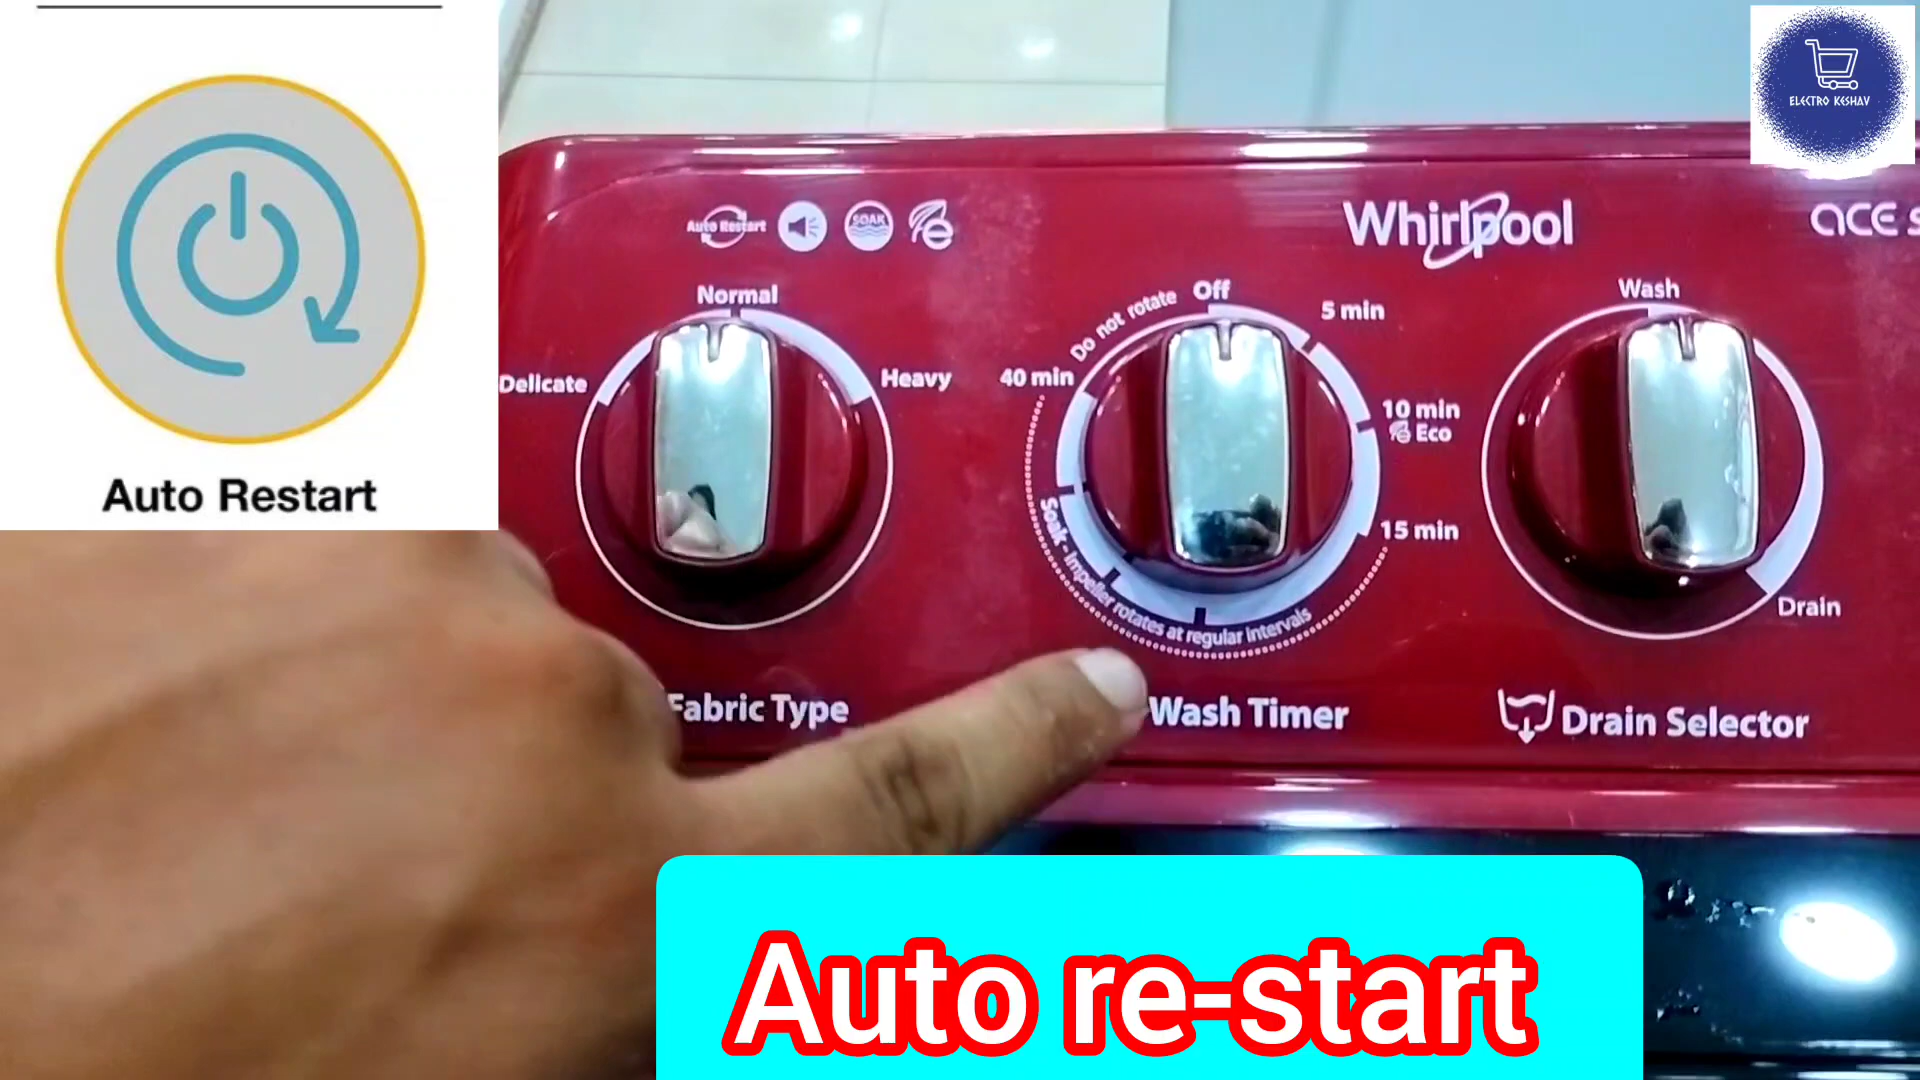 Auto Restart
ELECTRO KESHAV
Auto Restart
SOAK
Whirlpool
ace
Normal
Delicate
Heavy
Fabric Type
Off
Do not rotate
5 min
40 min
10 min
Eco
15 min
Soak - impeller rotates at regular intervals
Wash Timer
Wash
Drain
Drain Selector
Auto re-start